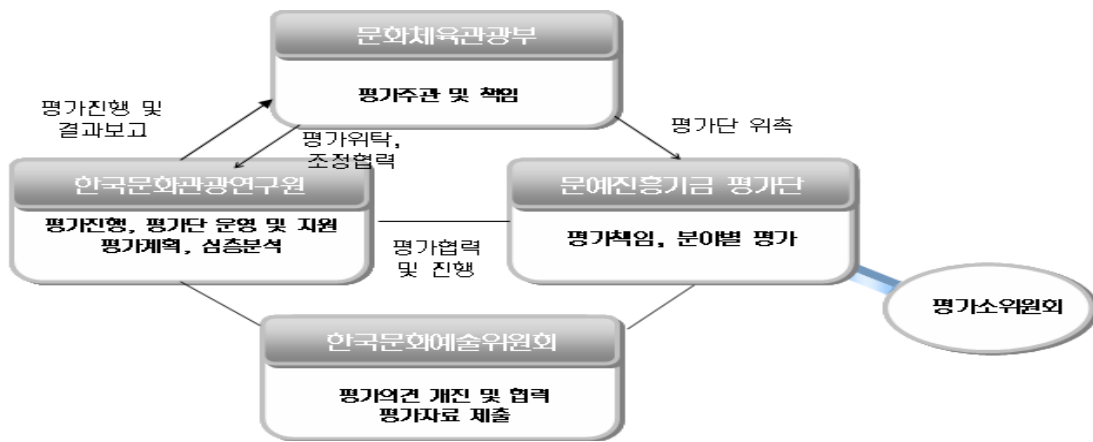 문화체육관광부
평가주관 및 책임
평가진행 및
결과보고
평가위탁,
조정협력
평가단 위촉
한국문화관광연구원
평가진행, 평가단 운영 및 지원
평가계획, 심층분석
문예진흥기금 평가단
평가책임, 분야별 평가
평가협력
및 진행
평가소위원회
한국문화예술위원회
평가의견 개진 및 협력
평가자료 제출